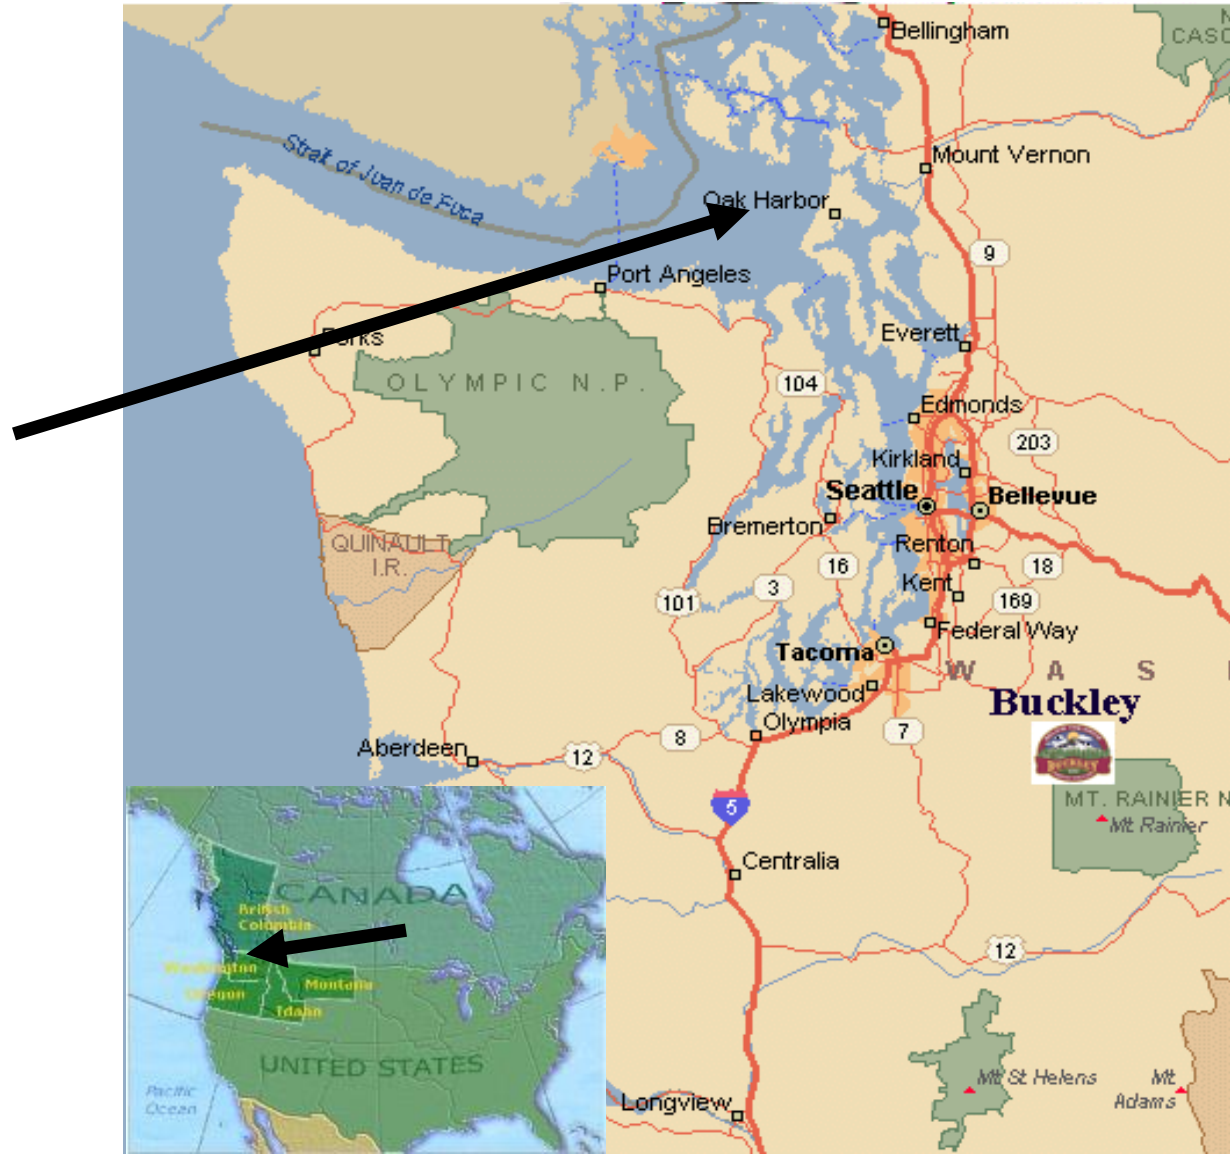 Bellingham
CASC
Strait of Juan de Fuca
Mount Vernon
Oak Harbor
9
Port Angeles
Forks
Everett
OLYMPIC N.P.
104
Edmonds
203
Kirkland
Seattle
Bellevue
Bremerton
QUINAULT
I.R.
Renton
16
18
Kent
3
101
169
Federal Way
Tacoma
W A S
Lakewood
Buckley
Olympia
7
8
Aberdeen
12
BUCKLEY
5
MT. RAINIER N
Mt Rainier
Centralia
CANADA
British
Columbia
12
Washington
Montana
Oregon
Idaho
UNITED STATES
Mt St Helens
Mt
Adams
Pacific
Ocean
Longview